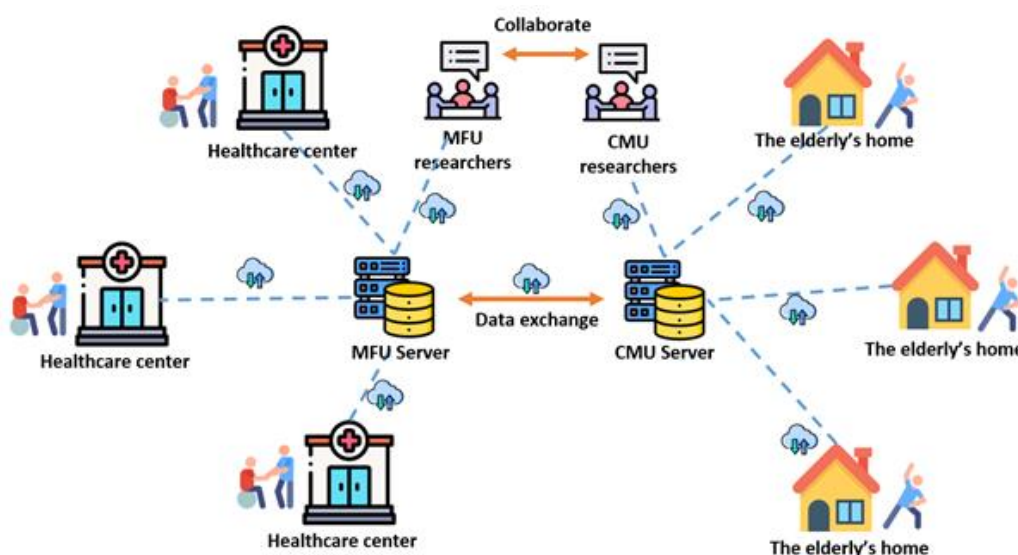 Collaborate
Healthcare center
MFU
researchers
CMU
researchers
The elderly's home
Healthcare center
MFU Server
Data exchange
CMU Server
The elderly's home
Healthcare center
The elderly's home